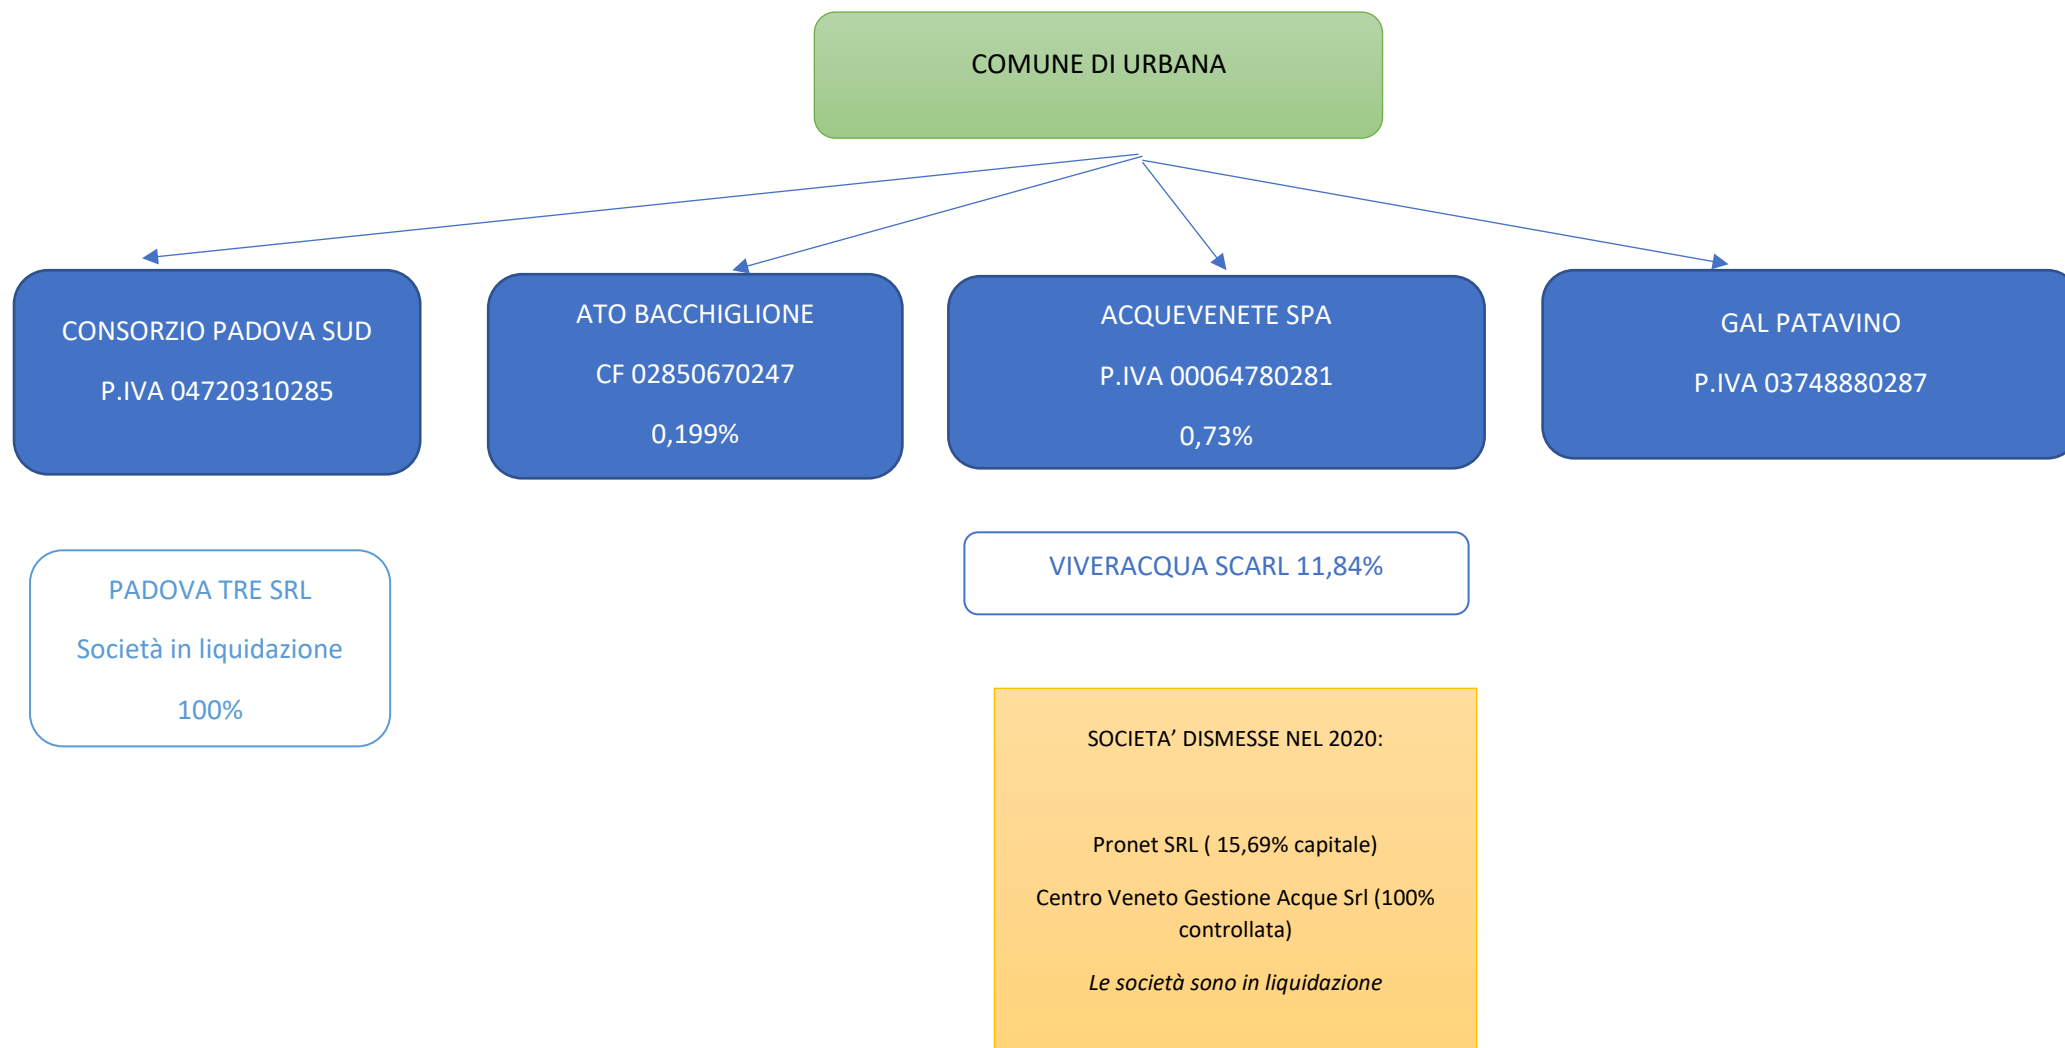 COMUNE DI URBANA
CONSORZIO PADOVA SUD
P.IVA 04720310285
ATO BACCHIGLIONE
CF 02850670247
0,199%
ACQUEVENETE SPA
P.IVA 00064780281
0,73%
GAL PATAVINO
P.IVA 03748880287
PADOVA TRE SRL
Società in liquidazione
100%
VIVERACQUA SCARL 11,84%
SOCIETA’ DISMESSE NEL 2020:
Pronet SRL ( 15,69% capitale)
Centro Veneto Gestione Acque Srl (100%
controllata)
Le società sono in liquidazione